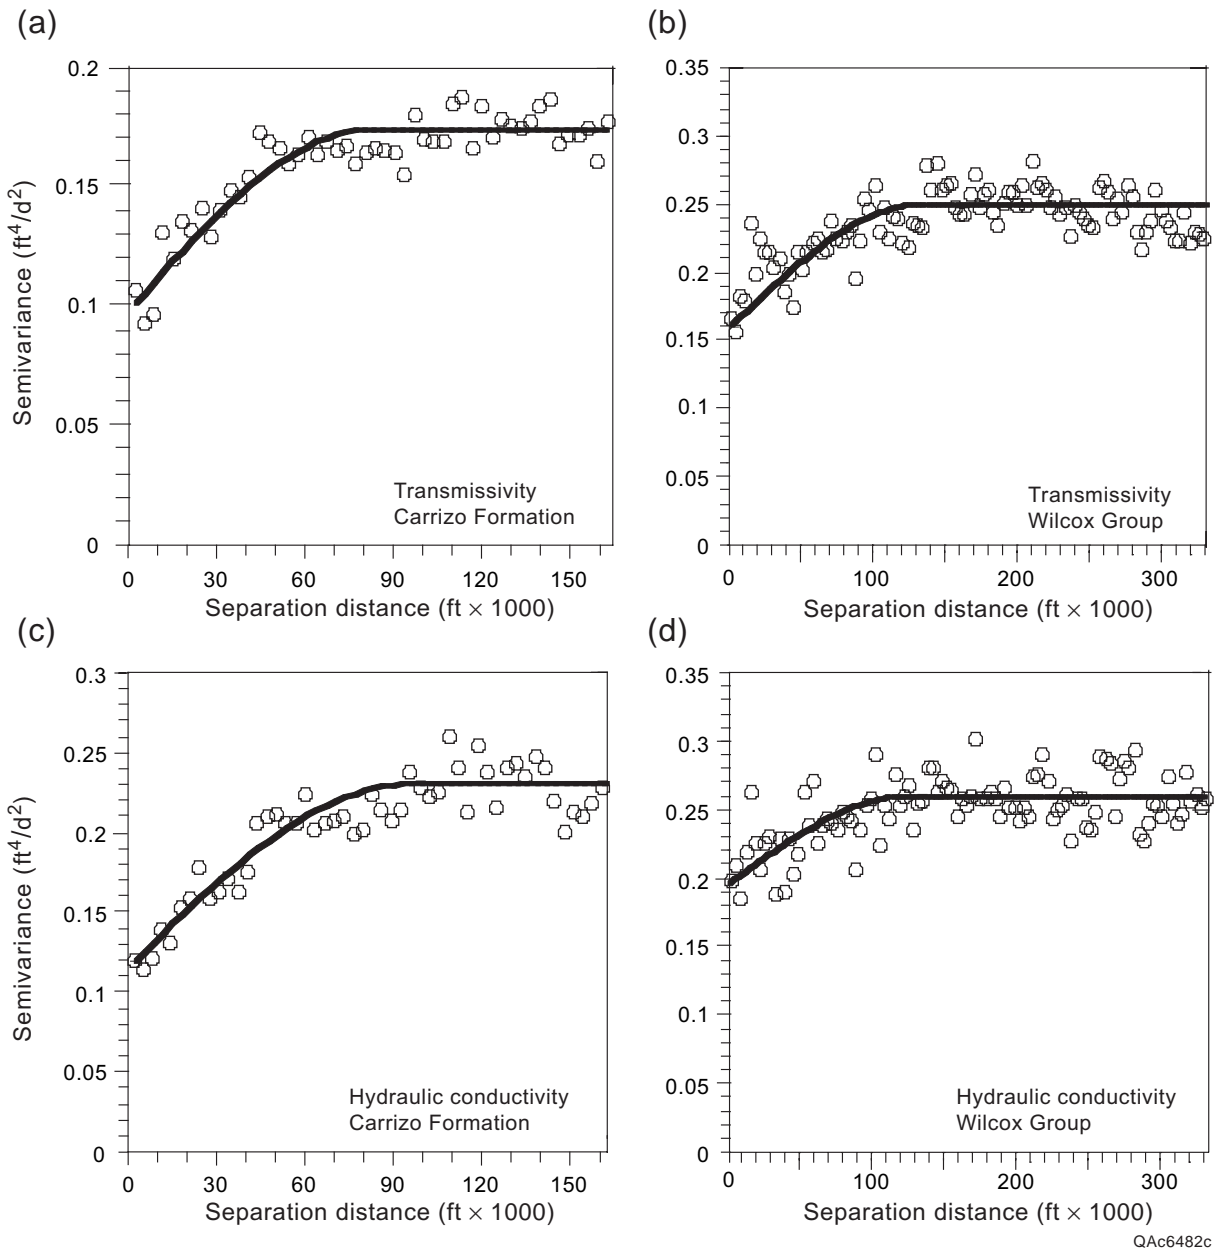 (a)
Semivariance (ft⁴/d²)
0.2
0.15
0.1
0.05
0
Transmissivity
Carrizo Formation
0 30 60 90 120 150
Separation distance (ft × 1000)
(b)
0.35
0.3
0.25
0.2
0.15
0.1
0.05
0
Transmissivity
Wilcox Group
0 100 200 300
Separation distance (ft × 1000)
(c)
Semivariance (ft⁴/d²)
0.3
0.25
0.2
0.15
0.1
0.05
0
Hydraulic conductivity
Carrizo Formation
0 30 60 90 120 150
Separation distance (ft × 1000)
(d)
0.35
0.3
0.25
0.2
0.15
0.1
0.05
0
Hydraulic conductivity
Wilcox Group
0 100 200 300
Separation distance (ft × 1000)
QAc6482c